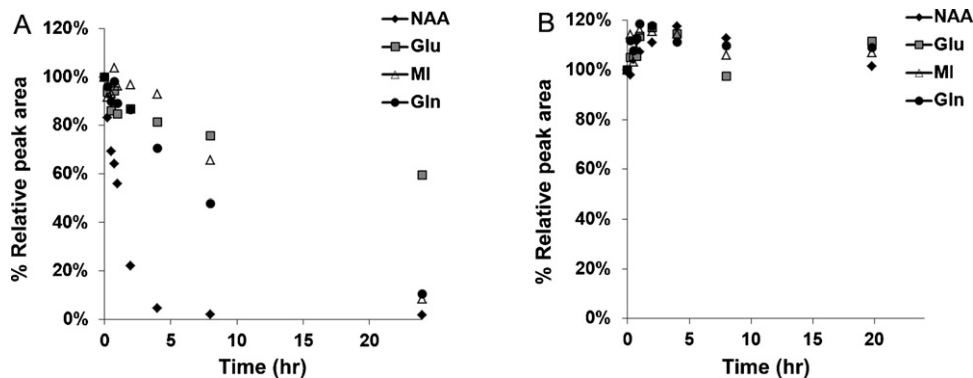 A
% Relative peak area
120%
100%
80%
60%
40%
20%
0%
0 5 10 15 20
Time (hr)
NAA
Glu
MI
Gln
B
% Relative peak area
120%
100%
80%
60%
40%
20%
0%
0 5 10 15 20
Time (hr)
NAA
Glu
MI
Gln